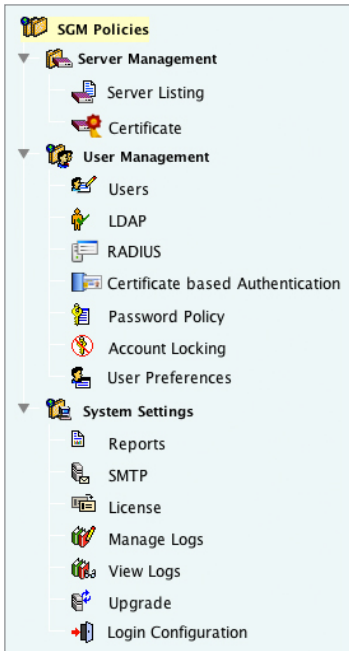 SGM Policies
Server Management
Server Listing
Certificate
User Management
Users
LDAP
RADIUS
Certificate based Authentication
Password Policy
Account Locking
User Preferences
System Settings
Reports
SMTP
License
Manage Logs
View Logs
Upgrade
Login Configuration